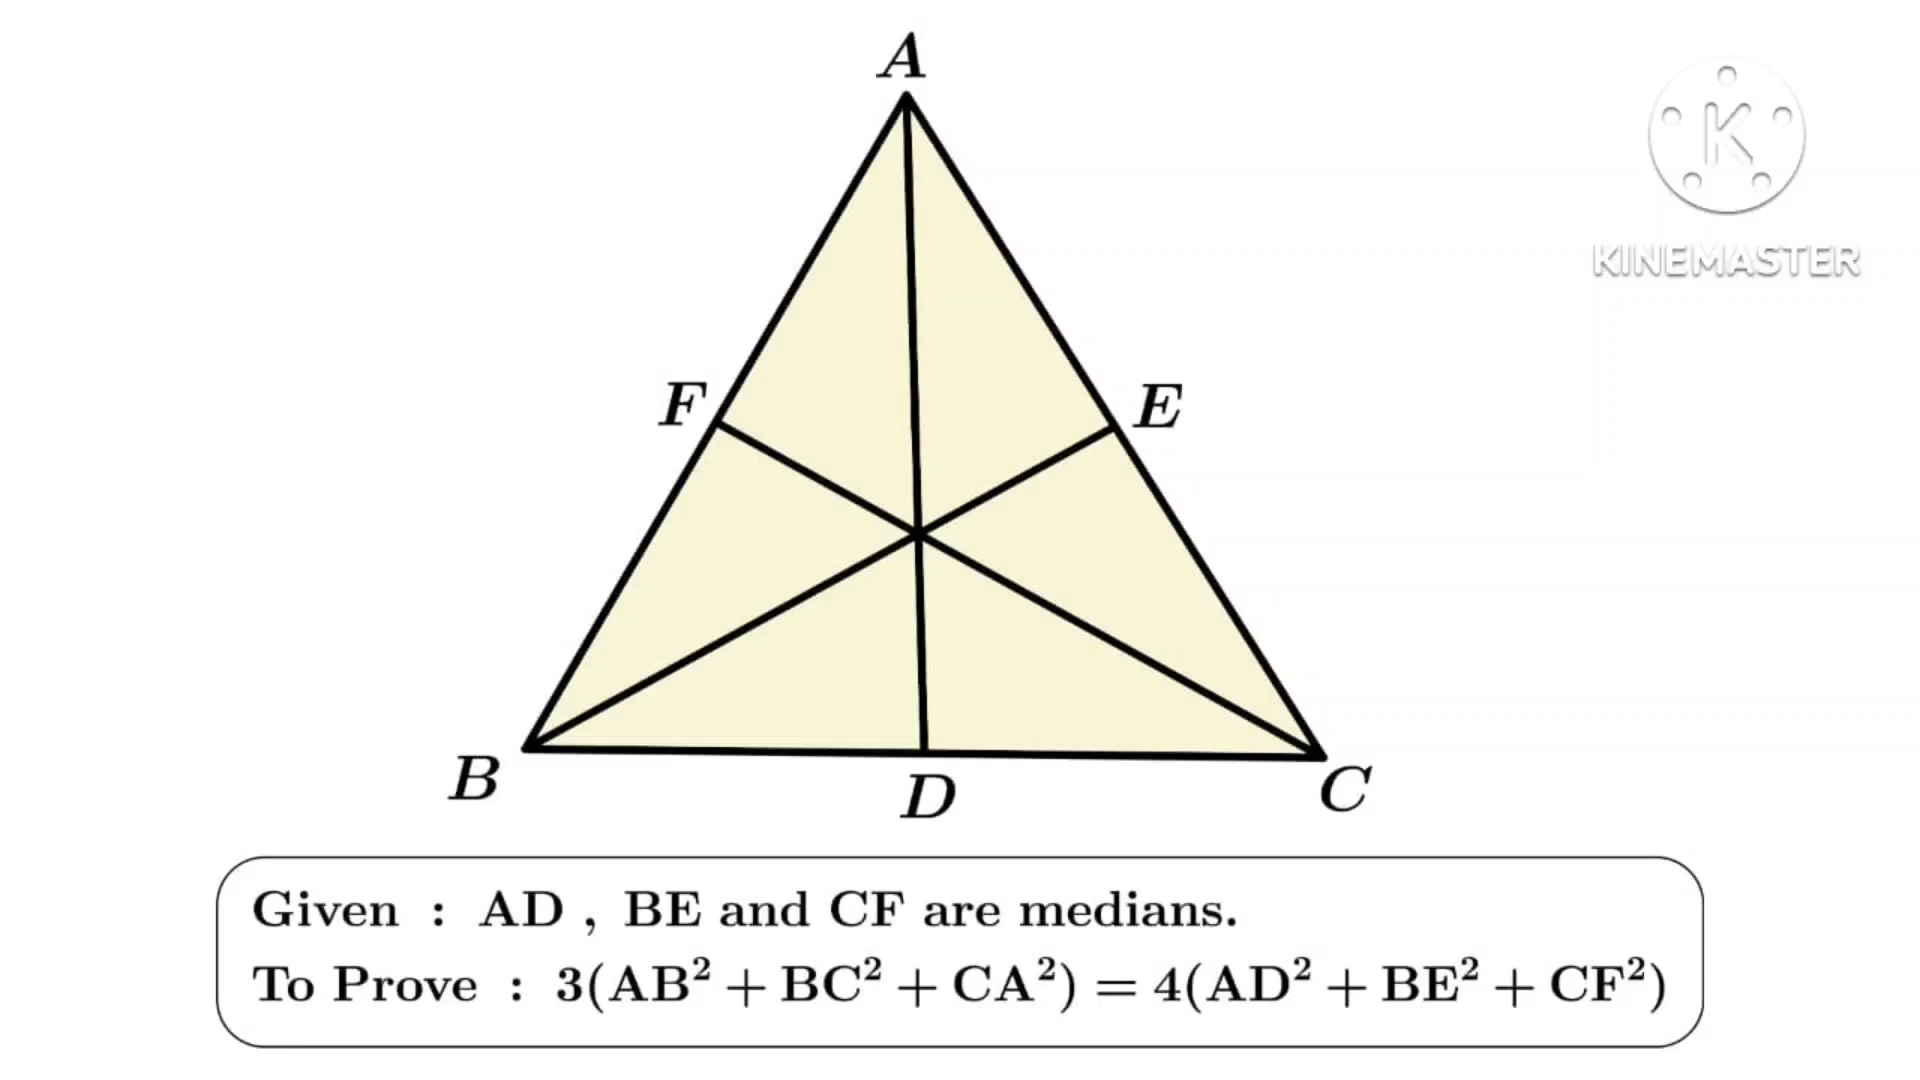 A
K
KINEMASTER
F
E
B
D
C
Given : AD , BE and CF are medians.
To Prove : 3(AB² + BC² + CA²) = 4(AD² + BE² + CF²)